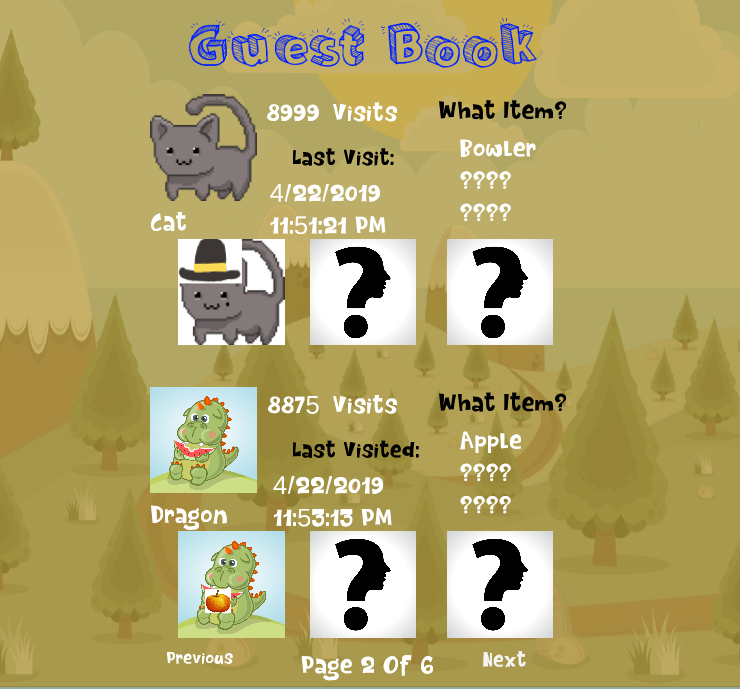 Guest Book
8999 Visits
What Item?
Last Visit:
Bowler
4/22/2019
????
11:51:21 PM
????
Cat
8875 Visits
What Item?
Last Visited:
Apple
4/22/2019
????
11:53:13 PM
????
Dragon
Previous
Page 2 Of 6
Next